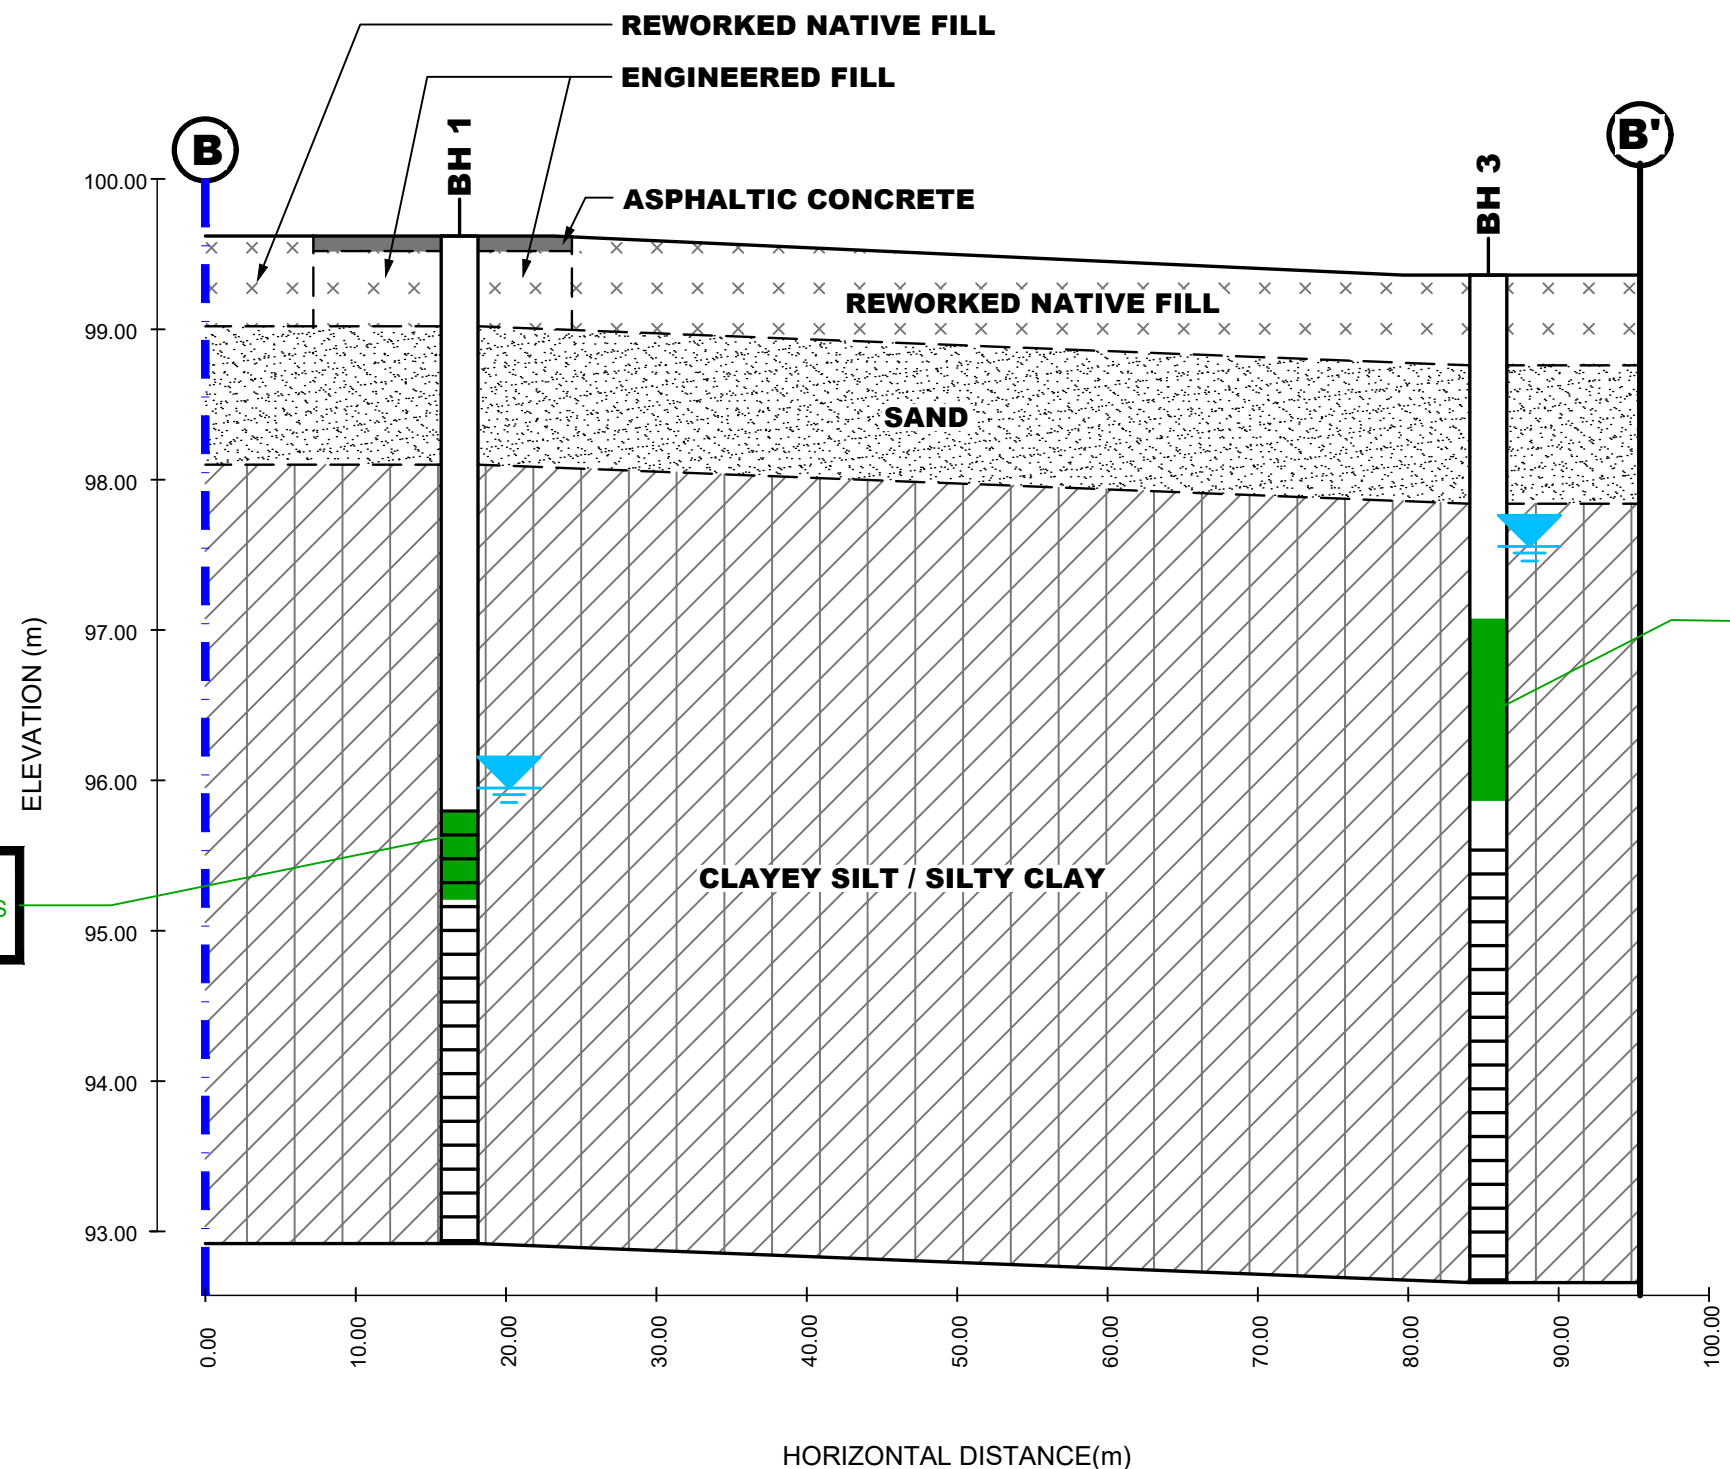 REWORKED NATIVE FILL
ENGINEERED FILL
B
BH 1
B'
BH 3
100.00
ASPHALTIC CONCRETE
REWORKED NATIVE FILL
99.00
SAND
98.00
97.00
ELEVATION (m)
96.00
CLAYEY SILT / SILTY CLAY
S
95.00
94.00
93.00
0.00
10.00
20.00
30.00
40.00
50.00
60.00
70.00
80.00
90.00
100.00
HORIZONTAL DISTANCE(m)